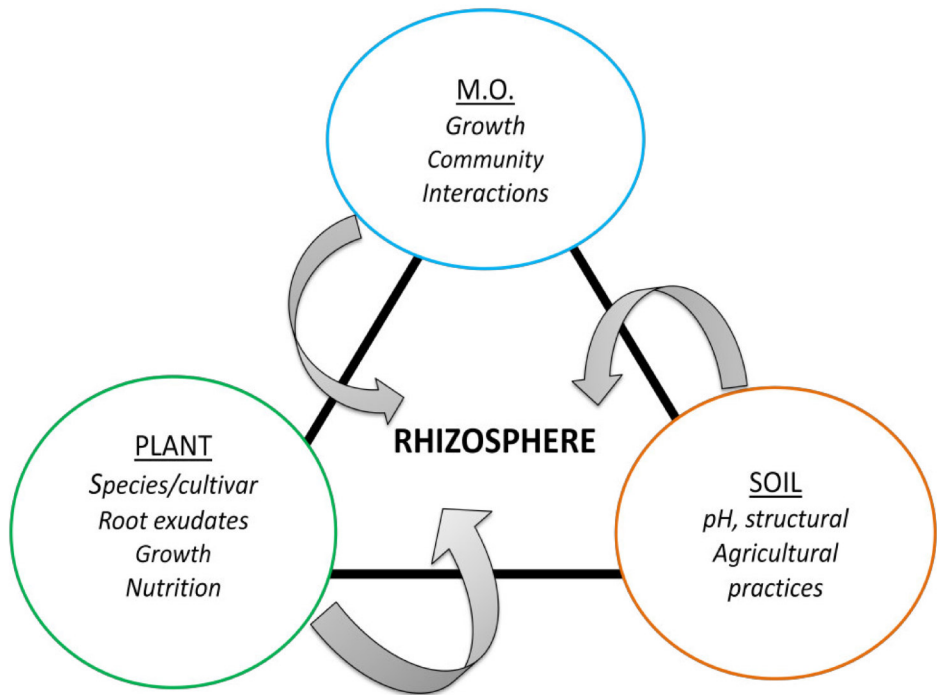 M.O.
Growth
Community
Interactions
RHIZOSPHERE
PLANT
Species/cultivar
Root exudates
Growth
Nutrition
SOIL
pH, structural
Agricultural
practices